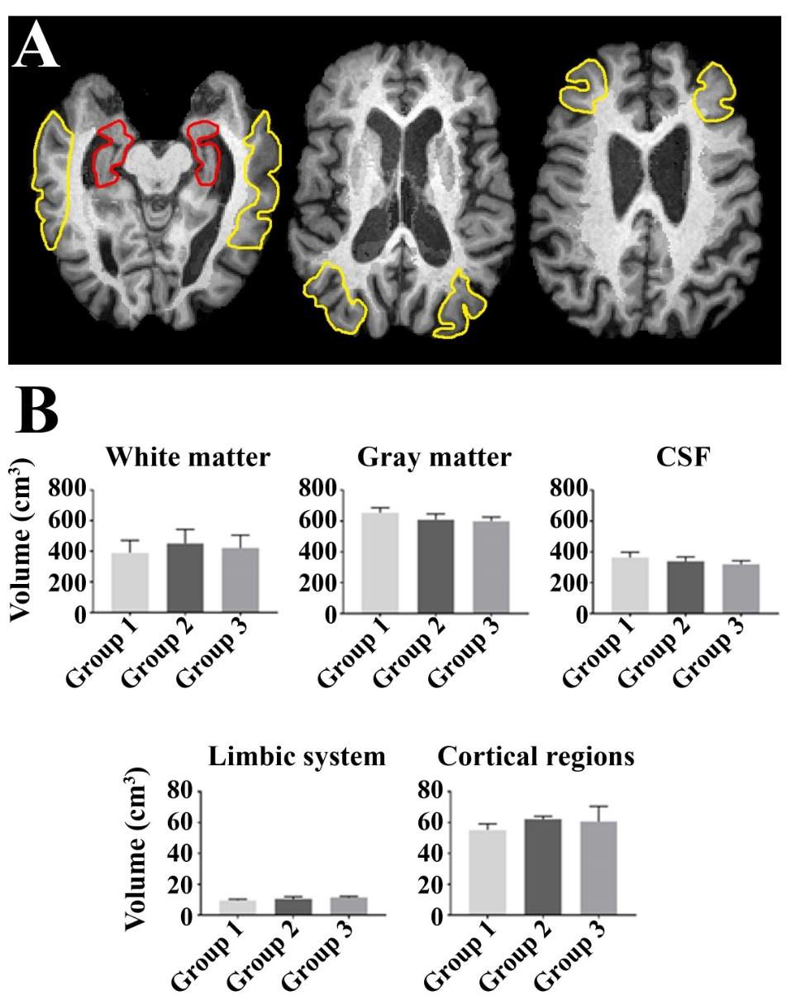 A
B
White matter
Gray matter
CSF
Volume (cm³)
800
600
400
200
0
Group 1
Group 2
Group 3
800
600
400
200
0
Group 1
Group 2
Group 3
800
600
400
200
0
Group 1
Group 2
Group 3
Limbic system
Cortical regions
Volume (cm³)
80
60
40
20
0
Group 1
Group 2
Group 3
80
60
40
20
0
Group 1
Group 2
Group 3